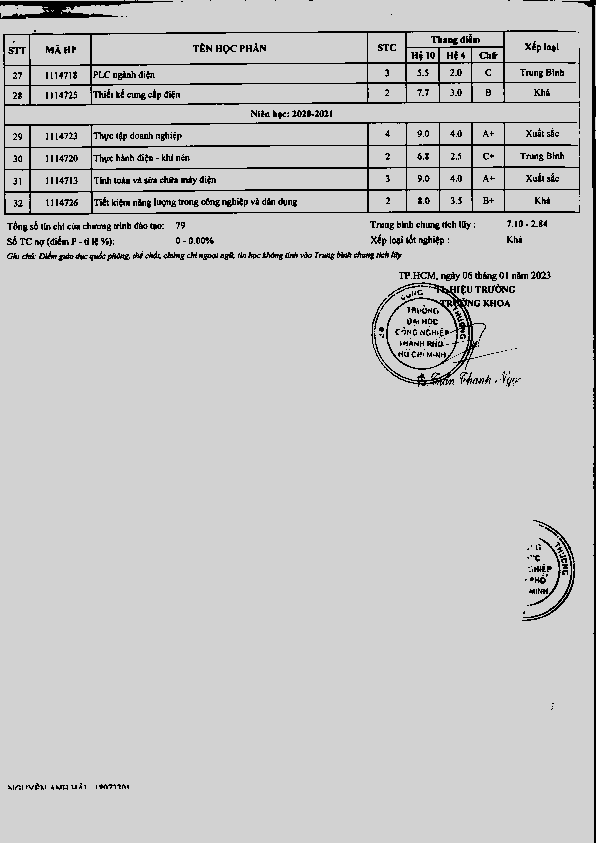 STT MÃ HP TÊN HỌC PHẦN STC Thang điểm Xếp loại
Hệ 10 Hệ 4 Chữ
27 1114718 PLC ngành điện 3 5.5 2.0 C Trung Bình
28 1114725 Thiết kế cung cấp điện 2 7.7 3.0 B Khá
Niên học: 2020-2021
29 1114723 Thực tập doanh nghiệp 4 9.0 4.0 A+ Xuất sắc
30 1114720 Thực hành điện - khí nén 2 6.8 2.5 C+ Trung Bình
31 1114713 Tính toán và sửa chữa máy điện 3 9.0 4.0 A+ Xuất sắc
32 1114726 Tiết kiệm năng lượng trong công nghiệp và dân dụng 2 8.0 3.5 B+ Khá
Tổng số tín chỉ của chương trình đào tạo: 79 Trung bình chung tích lũy : 7.10 - 2.84
Số TC nợ (điểm F - tỉ lệ %): 0 - 0.00% Xếp loại tốt nghiệp : Khá
Ghi chú: Điểm giáo dục quốc phòng, thể chất, chứng chỉ ngoại ngữ, tin học không tính vào Trung bình chung tích lũy
TP.HCM, ngày 06 tháng 01 năm 2023
HIỆU TRƯỞNG
TRƯỞNG KHOA
BỘ CÔNG THƯƠNG
TRƯỜNG
ĐẠI HỌC
CÔNG NGHIỆP
THÀNH PHỐ
HỒ CHÍ MINH
Trần Thanh Ngọc
THƯƠNG
PHỐ
MINH